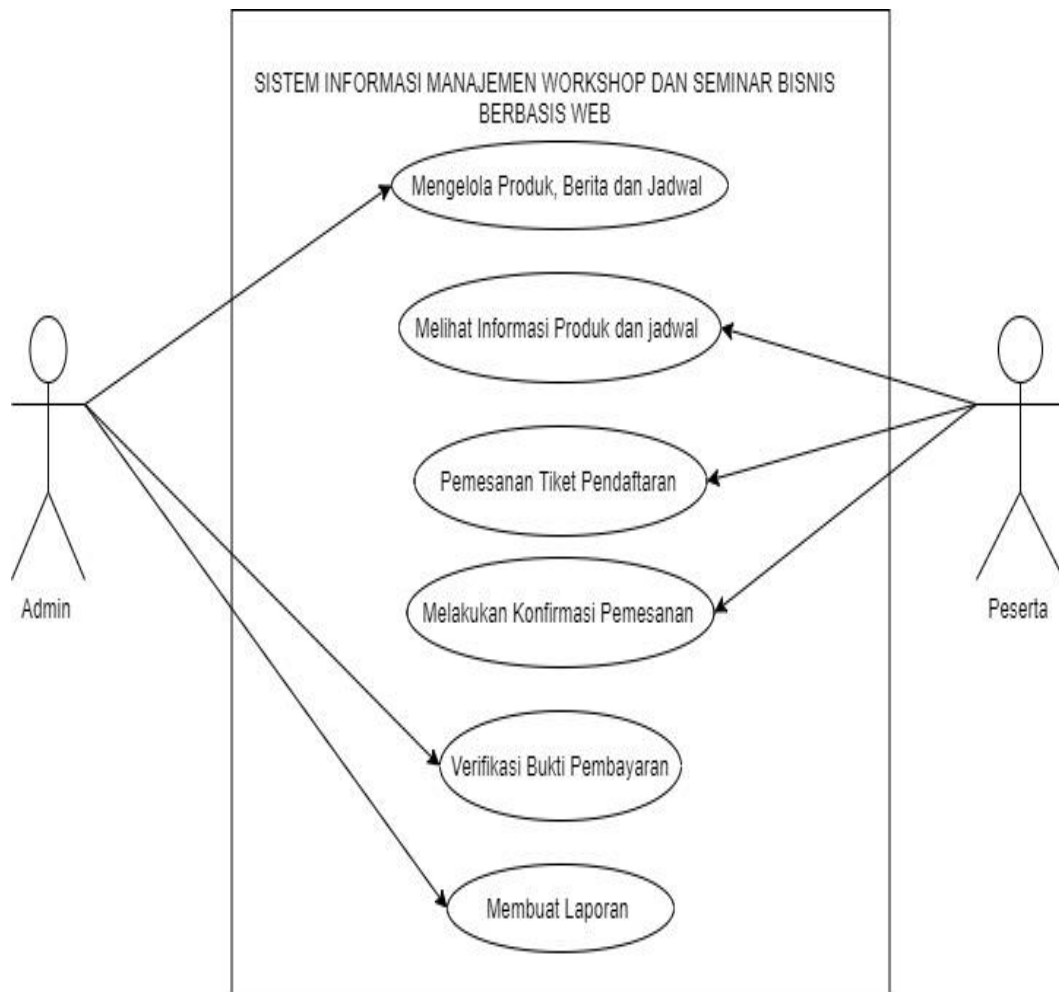 SISTEM INFORMASI MANAJEMEN WORKSHOP DAN SEMINAR BISNIS
BERBASIS WEB
Mengelola Produk, Berita dan Jadwal
Melihat Informasi Produk dan jadwal
Pemesanan Tiket Pendaftaran
Melakukan Konfirmasi Pemesanan
Admin
Peserta
Verifikasi Bukti Pembayaran
Membuat Laporan